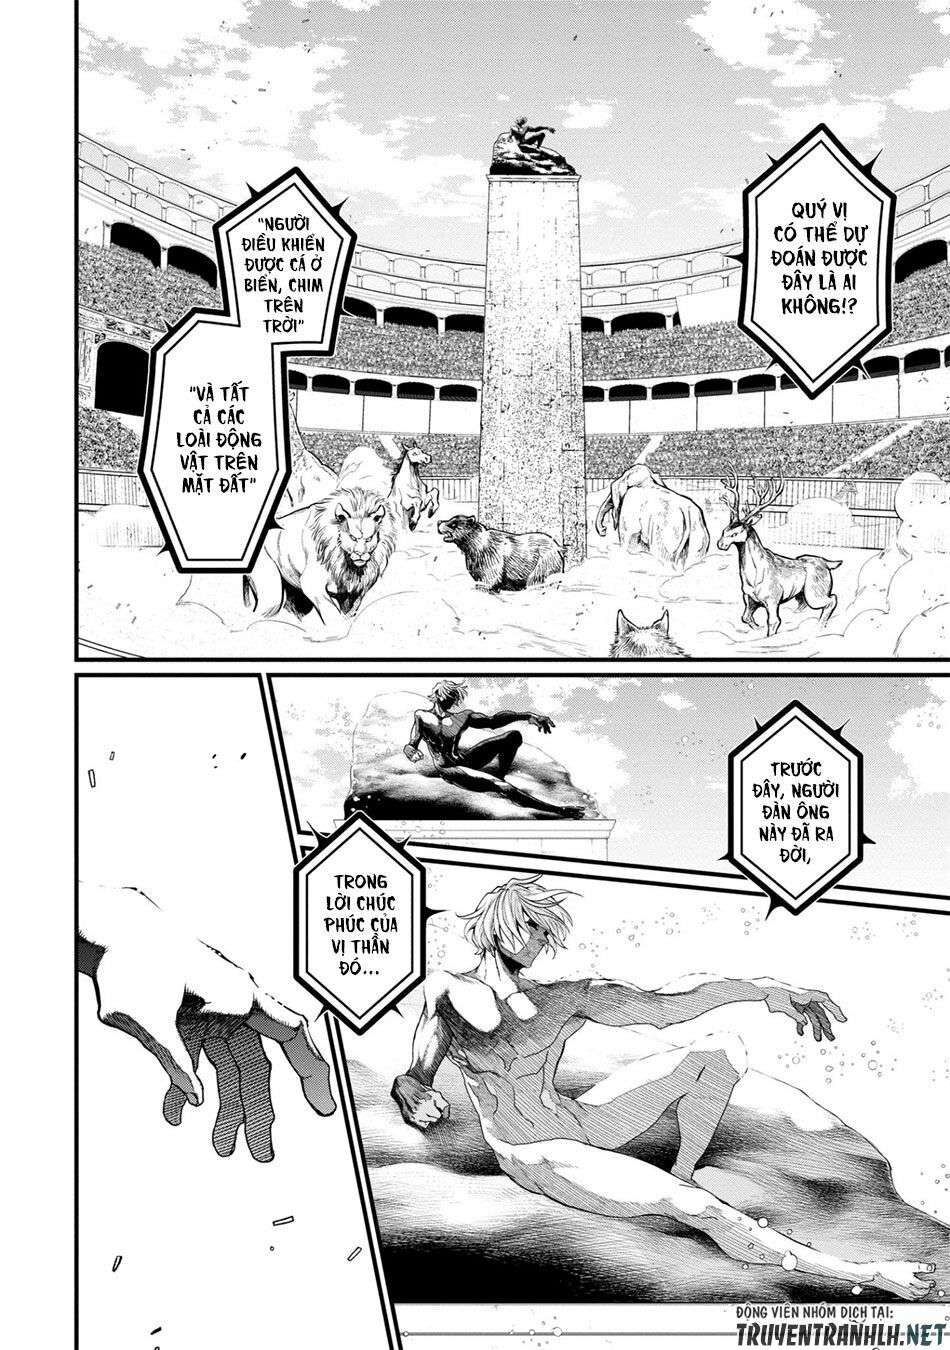 QUÝ VỊ
CÓ THỂ DỰ
ĐOÁN ĐƯỢC
ĐÂY LÀ AI
KHÔNG!?
"NGƯỜI
ĐIỀU KHIỂN
ĐƯỢC CÁ Ở
BIỂN, CHIM TRÊN
TRỜI"
"VÀ TẤT
CẢ CÁC
LOÀI ĐỘNG
VẬT TRÊN
MẶT ĐẤT"
TRƯỚC
ĐÂY, NGƯỜI
ĐÀN ÔNG
NÀY ĐÃ RA
ĐỜI,
TRONG
LỜI CHÚC
PHÚC CỦA
VỊ THẦN
ĐÓ...
ĐỘNG VIÊN NHÓM DỊCH TẠI:
TRUYENTRANHLH.NET